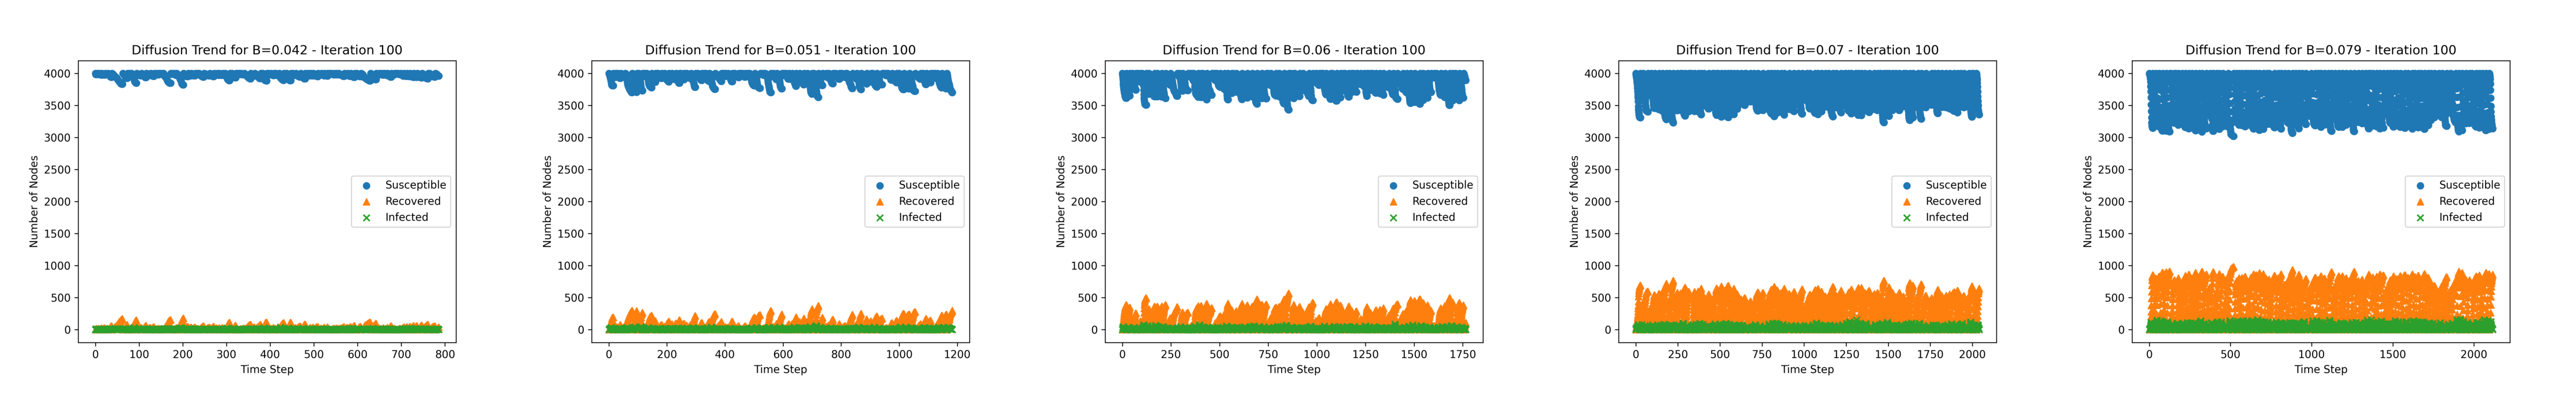 Diffusion Trend for B=0.042 - Iteration 100
4000
3500
3000
2500
2000
1500
1000
500
0
Number of Nodes
Susceptible
Recovered
Infected
0 100 200 300 400 500 600 700 800
Time Step
Diffusion Trend for B=0.051 - Iteration 100
4000
3500
3000
2500
2000
1500
1000
500
0
Number of Nodes
Susceptible
Recovered
Infected
0 200 400 600 800 1000 1200
Time Step
Diffusion Trend for B=0.06 - Iteration 100
4000
3500
3000
2500
2000
1500
1000
500
0
Number of Nodes
Susceptible
Recovered
Infected
0 250 500 750 1000 1250 1500 1750
Time Step
Diffusion Trend for B=0.07 - Iteration 100
4000
3500
3000
2500
2000
1500
1000
500
0
Number of Nodes
Susceptible
Recovered
Infected
0 250 500 750 1000 1250 1500 1750 2000
Time Step
Diffusion Trend for B=0.079 - Iteration 100
4000
3500
3000
2500
2000
1500
1000
500
0
Number of Nodes
Susceptible
Recovered
Infected
0 500 1000 1500 2000
Time Step